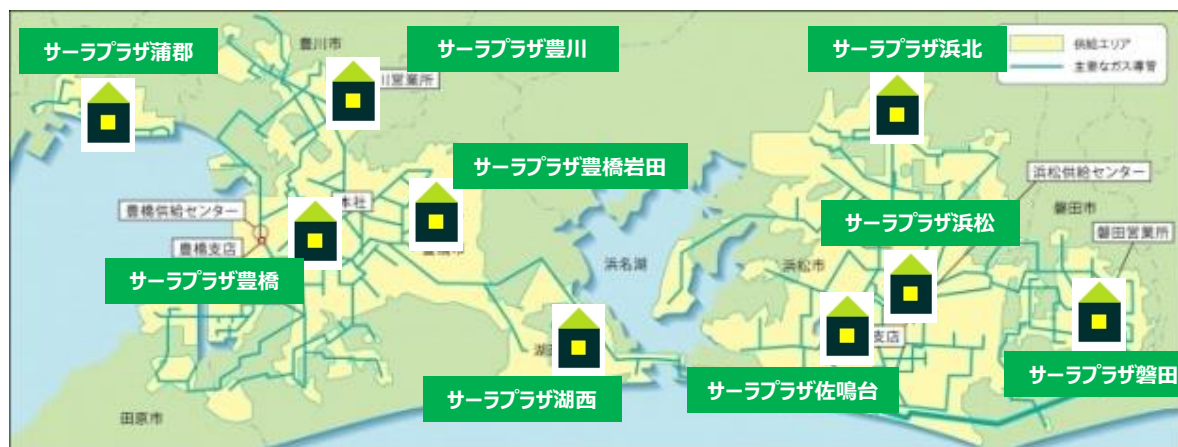 サーラプラザ蒲郡
豊川市
サーラプラザ豊川
川営業所
サーラプラザ浜北
供給エリア
主要なガス導管
サーラプラザ豊橋岩田
浜松供給センター
豊橋供給センター
本社
サーラプラザ浜松
磐田市
磐田営業所
豊橋支店
サーラプラザ豊橋
浜名湖
浜松市
支店
サーラプラザ湖西
サーラプラザ佐鳴台
サーラプラザ磐田
田原市